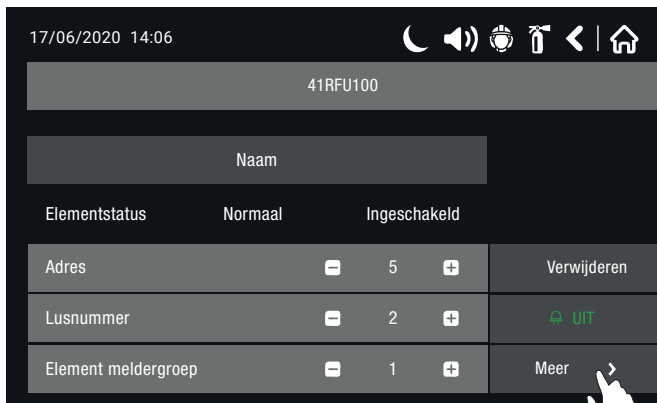 17/06/2020 14:06
41RFU100
Naam
Elementstatus Normaal Ingeschakeld
Adres 5 Verwijderen
Lusnummer 2 UIT
Element meldergroep 1 Meer